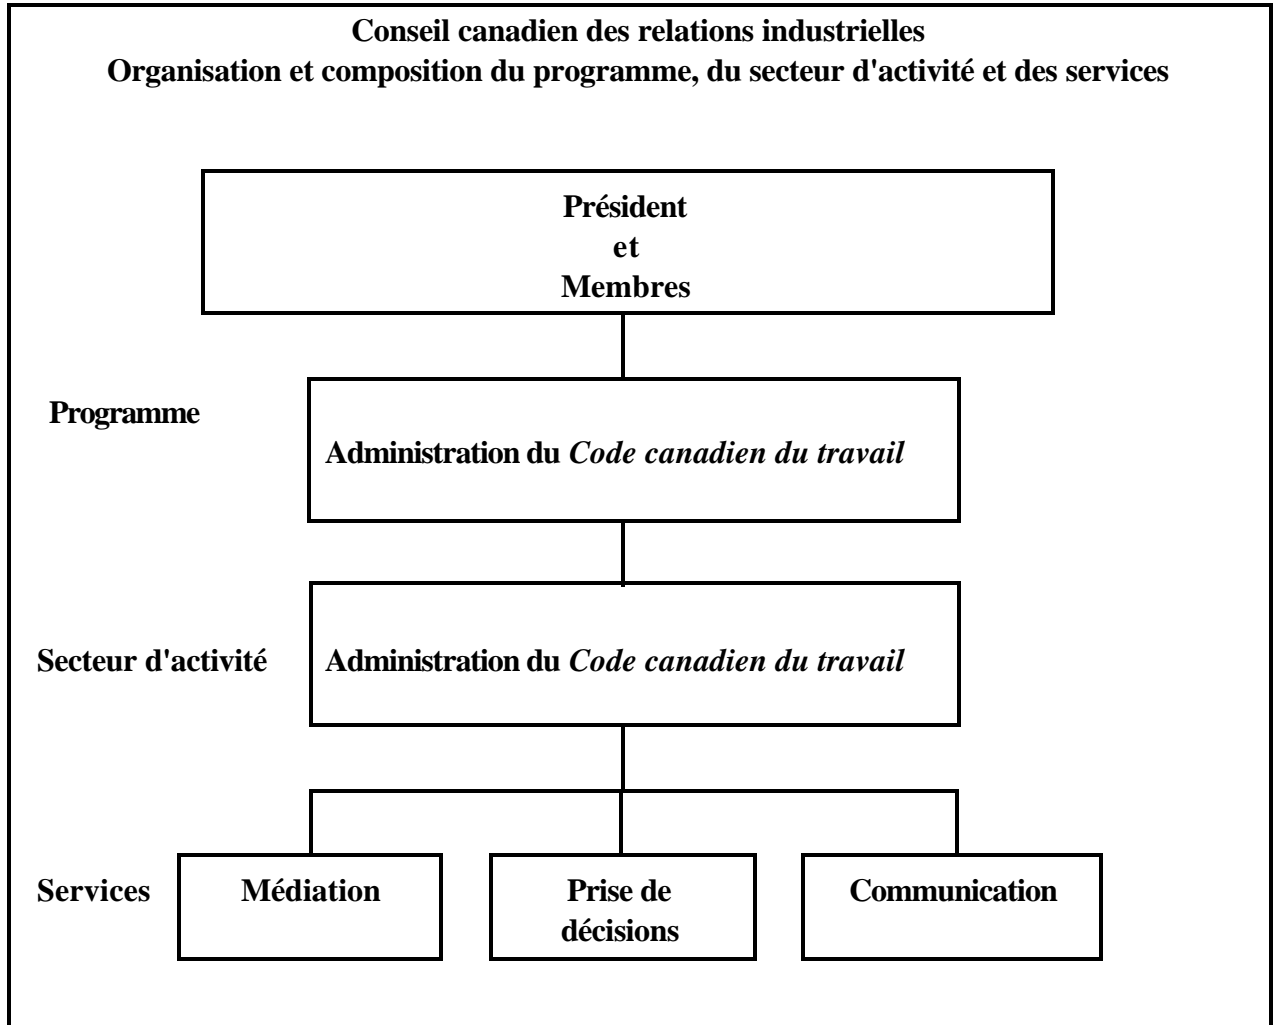 Conseil canadien des relations industrielles
Organisation et composition du programme, du secteur d'activité et des services
Président
et
Membres
Programme
Administration du Code canadien du travail
Secteur d'activité
Administration du Code canadien du travail
Services
Médiation
Prise de
décisions
Communication